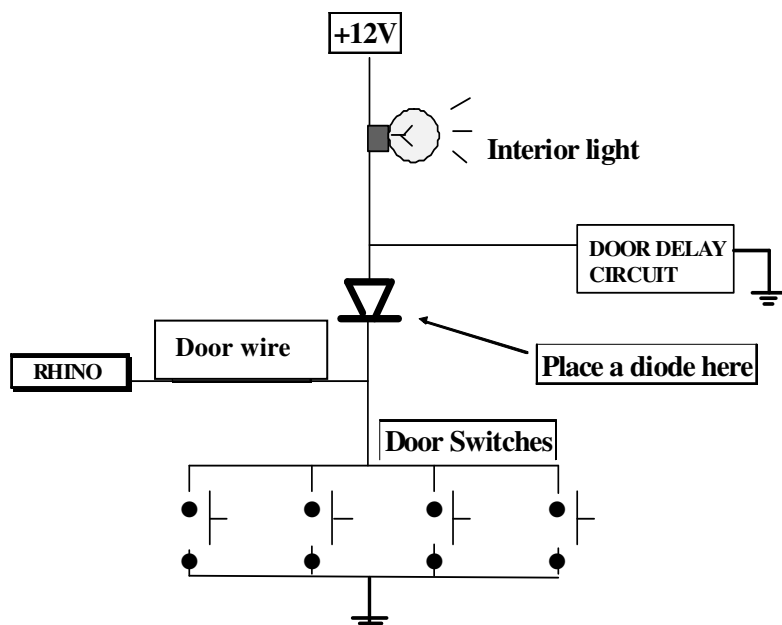 +12V
Interior light
DOOR DELAY
CIRCUIT
Door wire
RHINO
Place a diode here
Door Switches